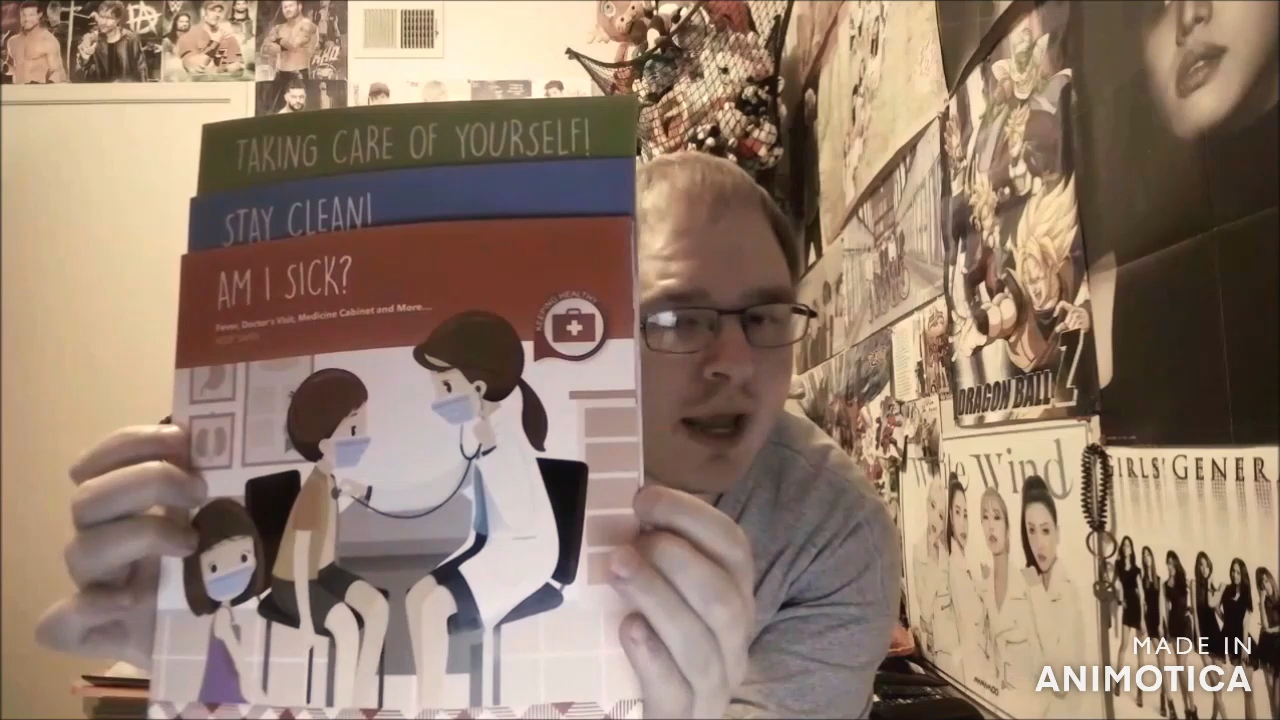 TAKING CARE OF YOURSELF!
STAY CLEAN!
AM I SICK?
Fever, Doctor's Visit, Medicine Cabinet and More....
KEEPING HEALTHY
DRAGON BALL Z
Wind
GIRLS' GENER
MADE IN
ANIMOTICA